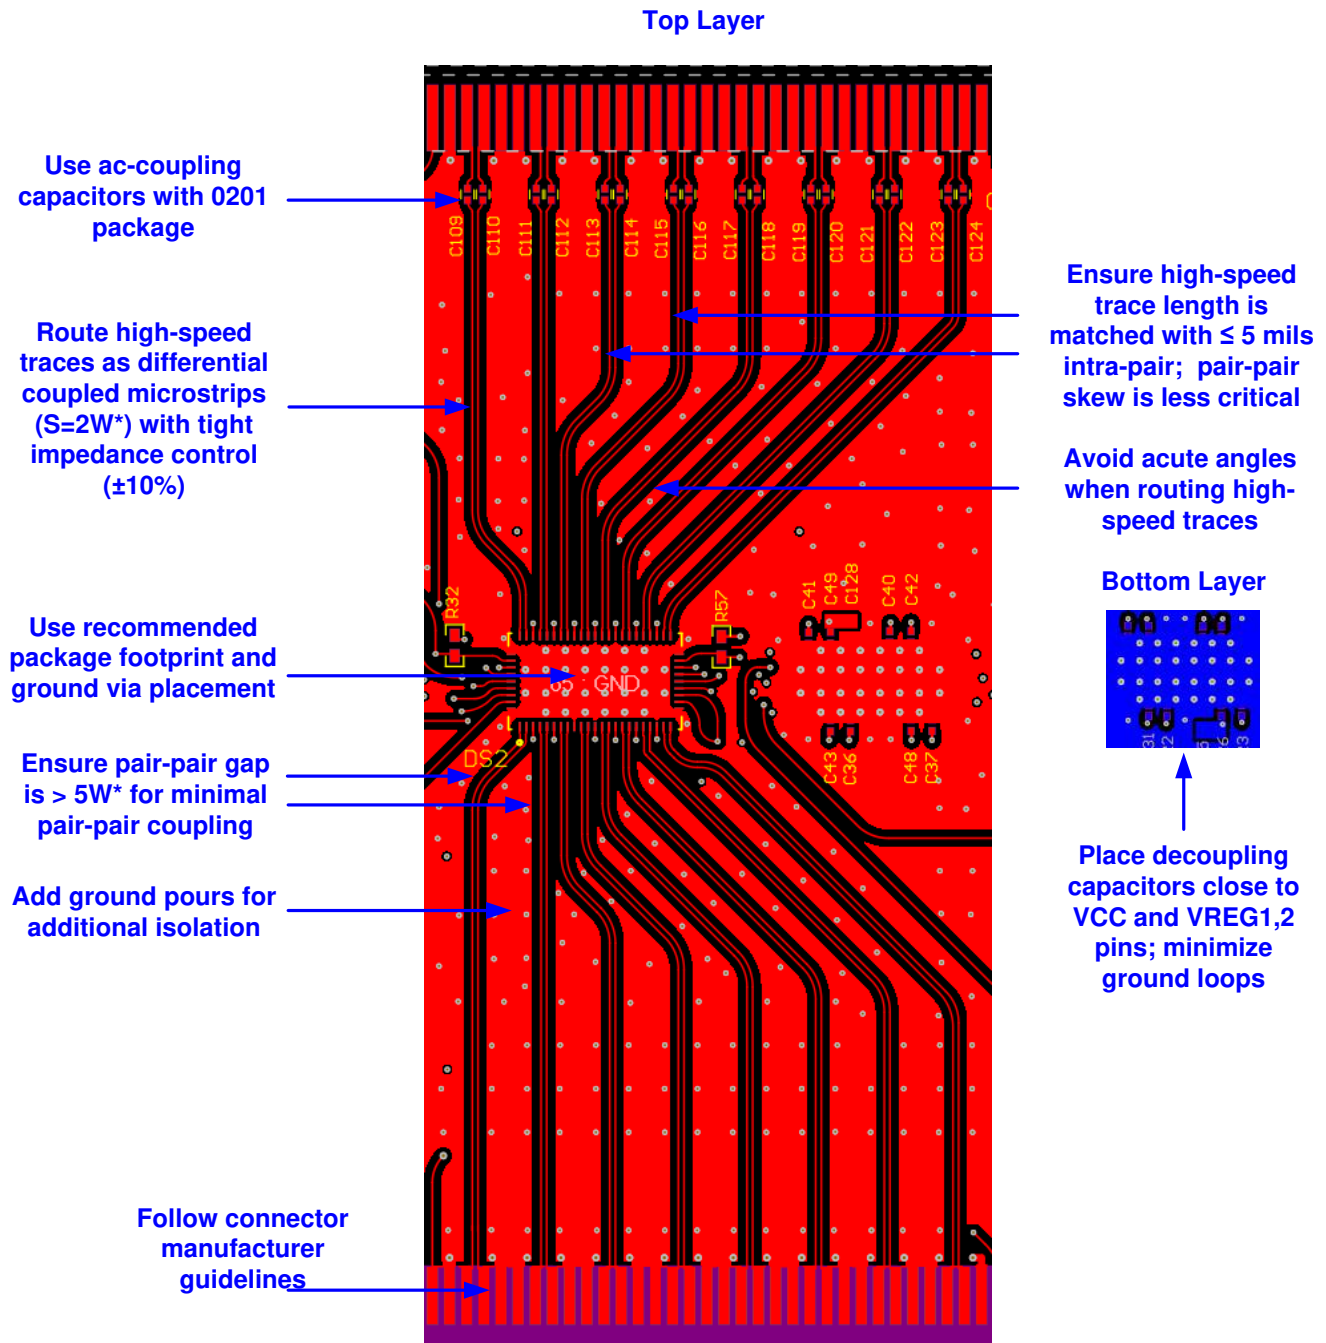 Top Layer
Use ac-coupling
capacitors with 0201
package
C109
C110
C111
C112
C113
C114
C115
C116
C117
C118
C119
C120
C121
C122
C123
C124
Route high-speed
traces as differential
coupled microstrips
(S=2W*) with tight
impedance control
(±10%)
Ensure high-speed
trace length is
matched with ≤ 5 mils
intra-pair; pair-pair
skew is less critical
Avoid acute angles
when routing high-
speed traces
Bottom Layer
Use recommended
package footprint and
ground via placement
R32
R57
C41
C49
C128
C40
C42
65 : GND
DS2
C43
C36
C48
C37
Ensure pair-pair gap
is > 5W* for minimal
pair-pair coupling
Add ground pours for
additional isolation
Place decoupling
capacitors close to
VCC and VREG1,2
pins; minimize
ground loops
Follow connector
manufacturer
guidelines